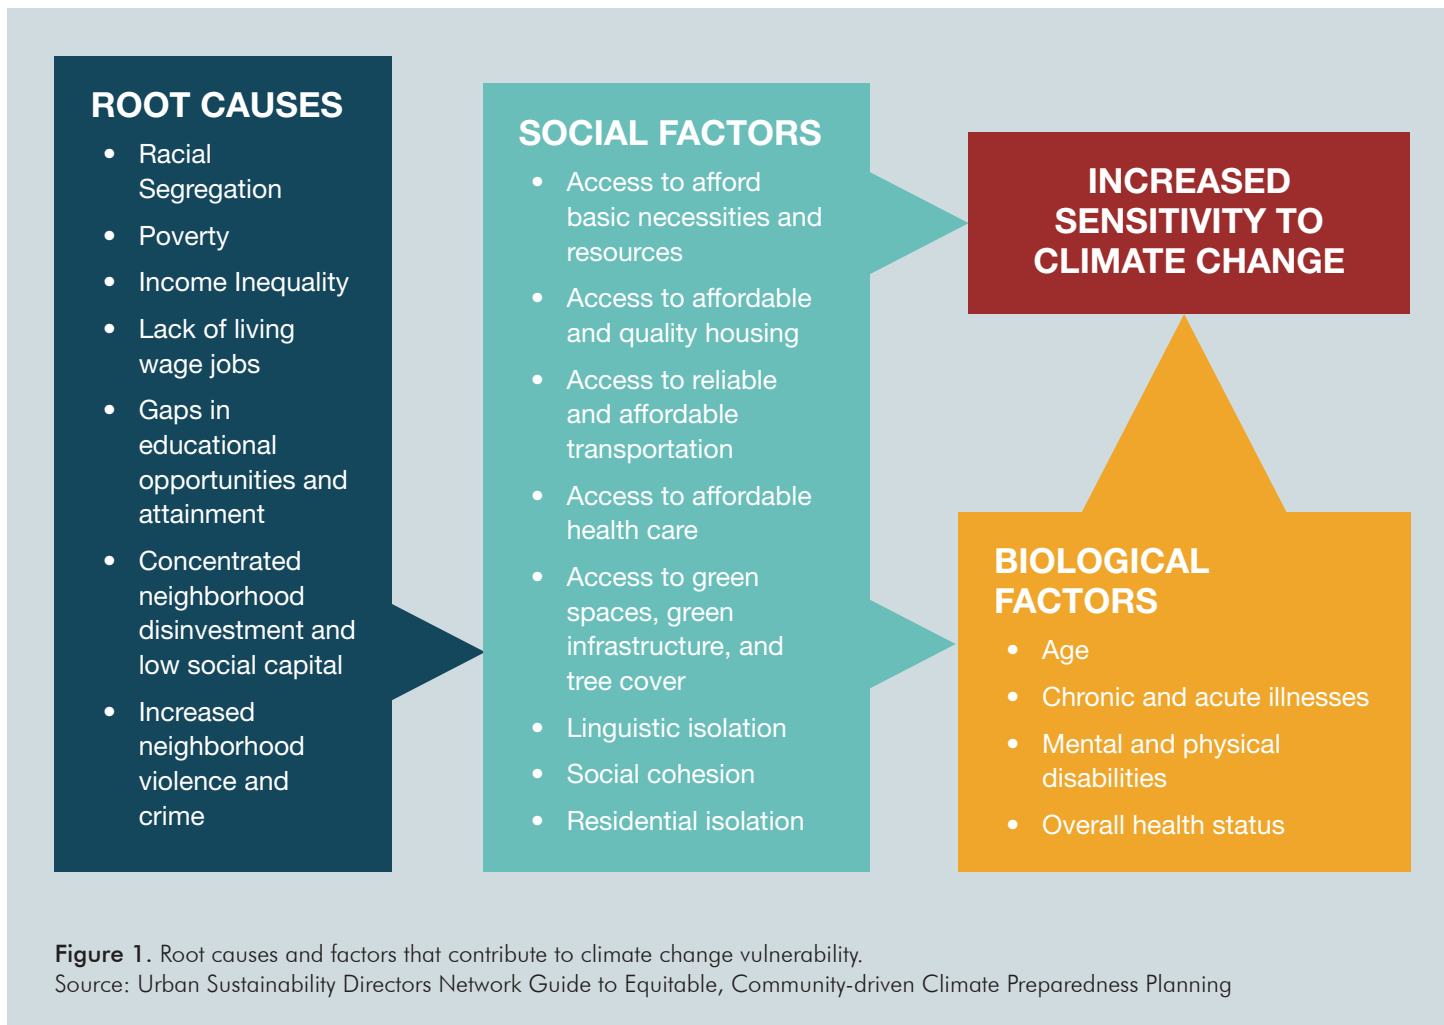 ROOT CAUSES
• Racial
Segregation
• Poverty
• Income Inequality
• Lack of living
wage jobs
• Gaps in
educational
opportunities and
attainment
• Concentrated
neighborhood
disinvestment and
low social capital
• Increased
neighborhood
violence and
crime
SOCIAL FACTORS
• Access to afford
basic necessities and
resources
• Access to affordable
and quality housing
• Access to reliable
and affordable
transportation
• Access to affordable
health care
• Access to green
spaces, green
infrastructure, and
tree cover
• Linguistic isolation
• Social cohesion
• Residential isolation
INCREASED
SENSITIVITY TO
CLIMATE CHANGE
BIOLOGICAL
FACTORS
• Age
• Chronic and acute illnesses
• Mental and physical
disabilities
• Overall health status
Figure 1. Root causes and factors that contribute to climate change vulnerability.
Source: Urban Sustainability Directors Network Guide to Equitable, Community-driven Climate Preparedness Planning